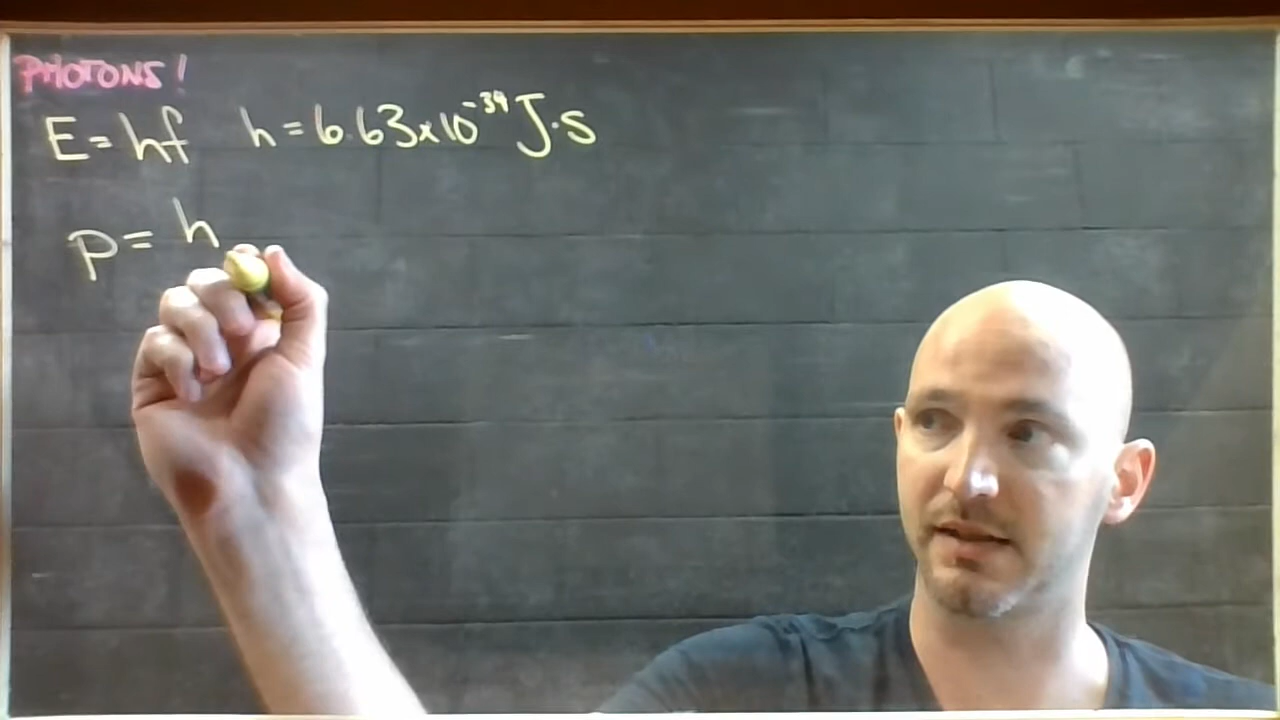 PHOTONS!
E = hf h = 6.63x10^-34 J·s
p = h